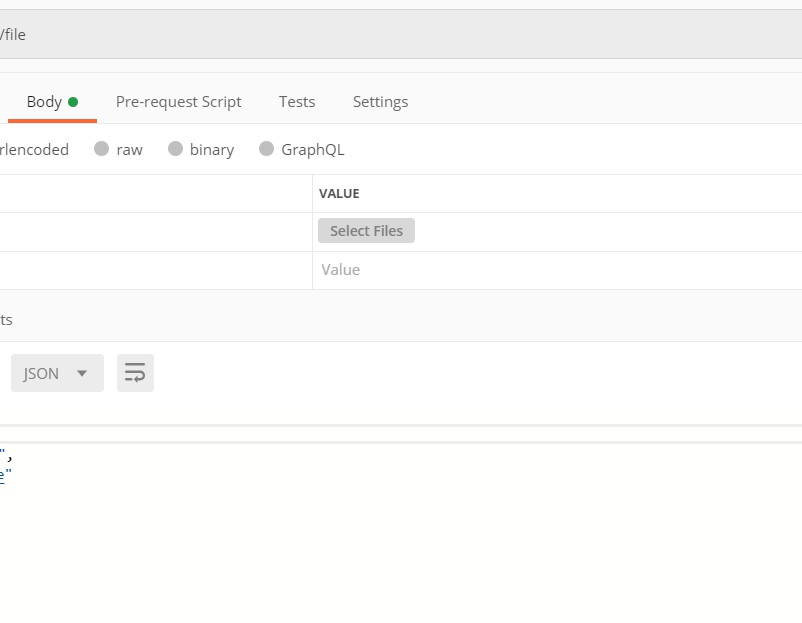 /file
Body Pre-request Script Tests Settings
rlencoded raw binary GraphQL
VALUE
Select Files
Value
ts
JSON
",
e"